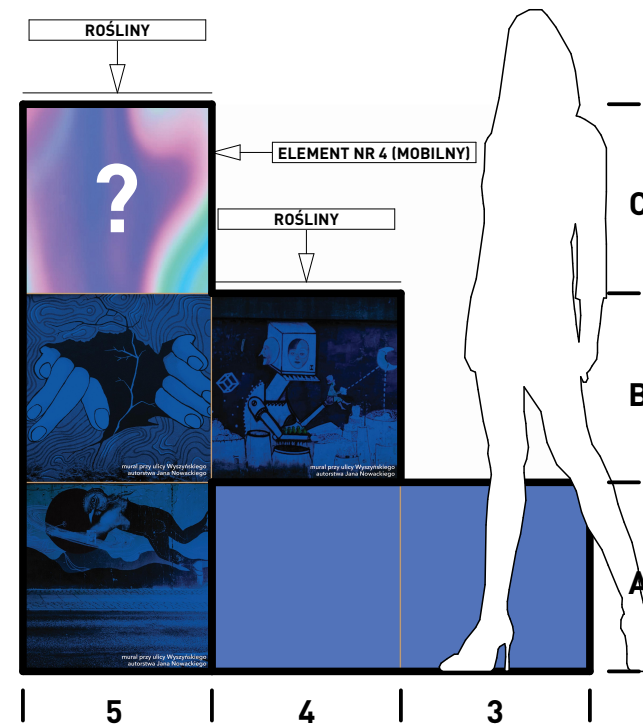 ROŚLINY
ELEMENT NR 4 (MOBILNY)
?
ROŚLINY
C
mural przy ulicy Wyszyńskiego
autorstwa Jana Nowackiego
mural przy ulicy Wyszyńskiego
autorstwa Jana Nowackiego
B
mural przy ulicy Wyszyńskiego
autorstwa Jana Nowackiego
A
5
4
3